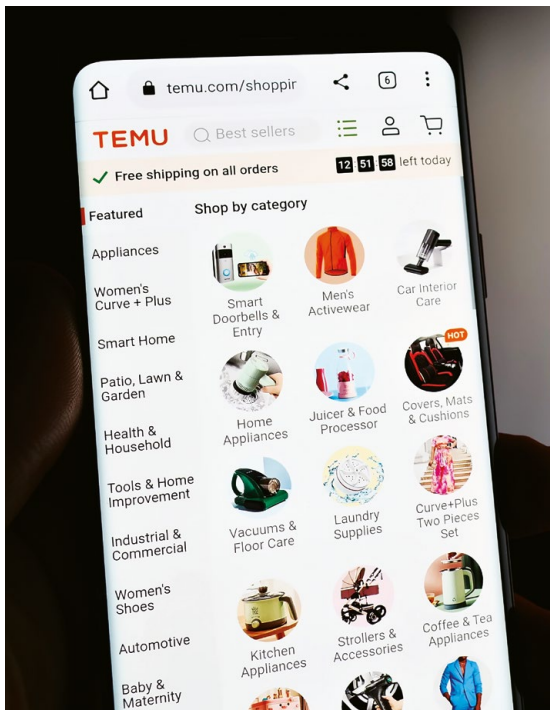 temu.com/shoppir
6
TEMU
Best sellers
Free shipping on all orders
12 51 58 left today
Featured
Appliances
Women's
Curve + Plus
Smart Home
Patio, Lawn &
Garden
Health &
Household
Tools & Home
Improvement
Industrial &
Commercial
Women's
Shoes
Automotive
Baby &
Maternity
Shop by category
Smart
Doorbells &
Entry
Men's
Activewear
Car Interior
Care
Home
Appliances
Juicer & Food
Processor
HOT
Covers, Mats
& Cushions
Vacuums &
Floor Care
Laundry
Supplies
Curve+Plus
Two Pieces
Set
Kitchen
Appliances
Strollers &
Accessories
Coffee & Tea
Appliances